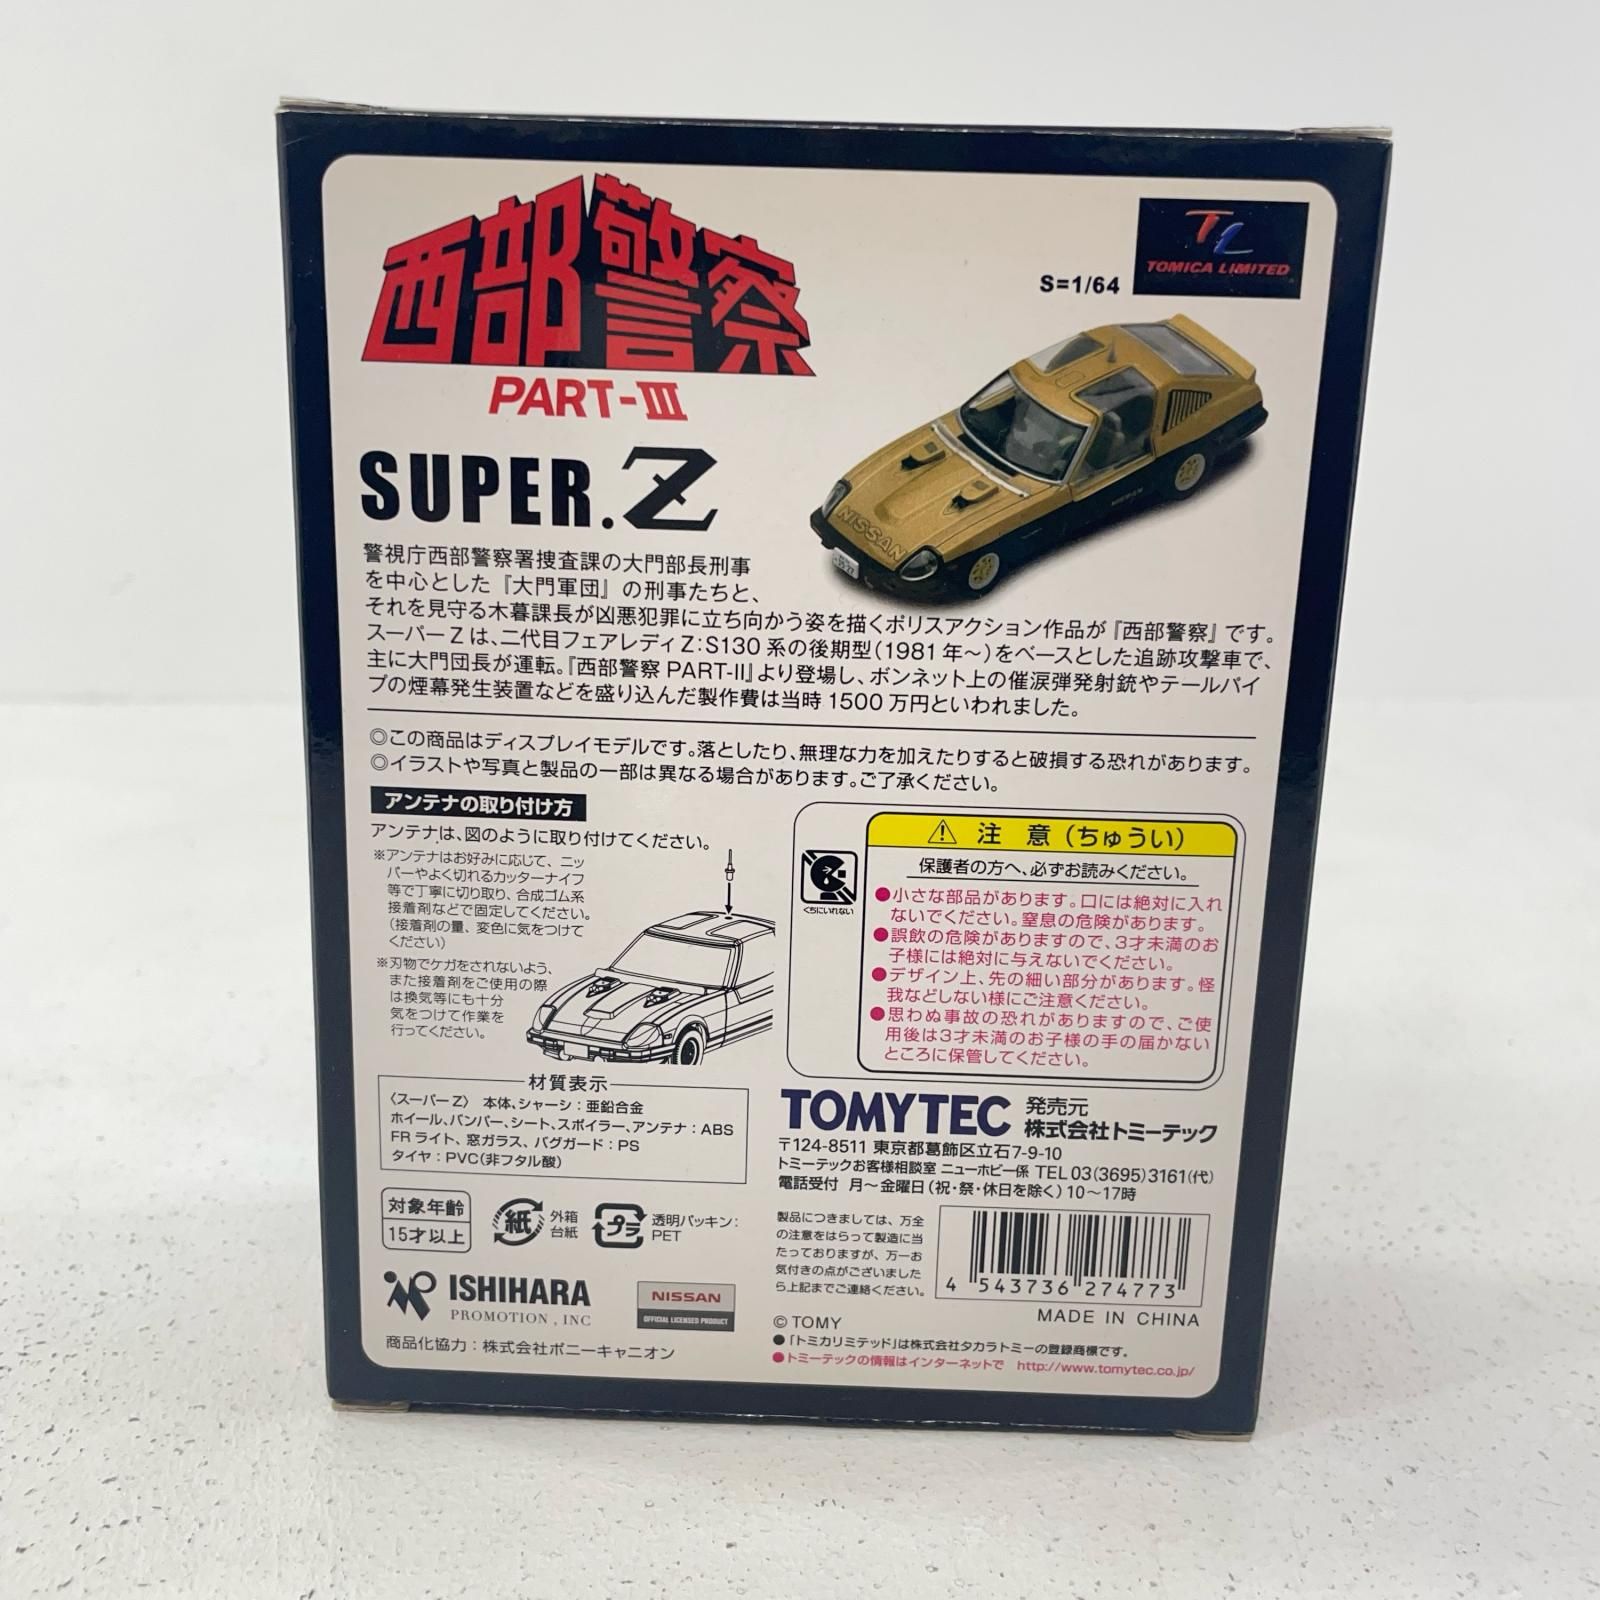 西部警察
PART-III
SUPER.Z
TL
TOMICA LIMITED
S=1/64
NISSAN
警視庁西部警察署捜査課の大門部長刑事
を中心とした『大門軍団』の刑事たちと、
それを見守る木暮課長が凶悪犯罪に立ち向かう姿を描くポリスアクション作品が『西部警察』です。
スーパーZは、二代目フェアレディZ:S130系の後期型(1981年〜)をベースとした追跡攻撃車で、
主に大門団長が運転。『西部警察 PART-II』より登場し、ボンネット上の催涙弾発射銃やテールパイ
プの煙幕発生装置などを盛り込んだ製作費は当時1500万円といわれました。
◎この商品はディスプレイモデルです。落としたり、無理な力を加えたりすると破損する恐れがあります。
◎イラストや写真と製品の一部は異なる場合があります。ご了承ください。
アンテナの取り付け方
アンテナは、図のように取り付けてください。
※アンテナはお好みに応じて、ニッ
パーやよく切れるカッターナイフ
等で丁寧に切り取り、合成ゴム系
接着剤などで固定してください。
(接着剤の量、変色に気をつけて
ください)
※刃物でケガをされないよう、
また接着剤をご使用の際
は換気等にも十分
気をつけて作業を
行ってください。
くちにいれない
注 意(ちゅうい)
保護者の方へ、必ずお読みください。
●小さな部品があります。口には絶対に入れ
ないでください。窒息の危険があります。
●誤飲の危険がありますので、3才未満のお
子様には絶対に与えないでください。
●デザイン上、先の細い部分があります。怪
我などしない様にご注意ください。
●思わぬ事故の恐れがありますので、ご使
用後は3才未満のお子様の手の届かない
ところに保管してください。
材質表示
〈スーパーZ〉 本体、シャーシ:亜鉛合金
ホイール、バンパー、シート、スポイラー、アンテナ:ABS
FRライト、窓ガラス、バグガード:PS
タイヤ:PVC(非フタル酸)
TOMYTEC
発売元
株式会社トミーテック
〒124-8511 東京都葛飾区立石7-9-10
トミーテックお客様相談室 ニューホビー係 TEL 03(3695)3161(代)
電話受付 月〜金曜日(祝・祭・休日を除く)10〜17時
対象年齢
15才以上
紙
外箱
台紙
プラ
透明パッキン:
PET
製品につきましては、万全
の注意をはらって製造に当
たっておりますが、万一お
気付きの点がございました
ら上記までご連絡ください。
4 543736 274773
MADE IN CHINA
ISHIHARA
PROMOTION , INC
NISSAN
OFFICIAL LICENSED PRODUCT
商品化協力:株式会社ポニーキャニオン
© TOMY
●「トミカリミテッド」は株式会社タカラトミーの登録商標です。
●トミーテックの情報はインターネットで http://www.tomytec.co.jp/